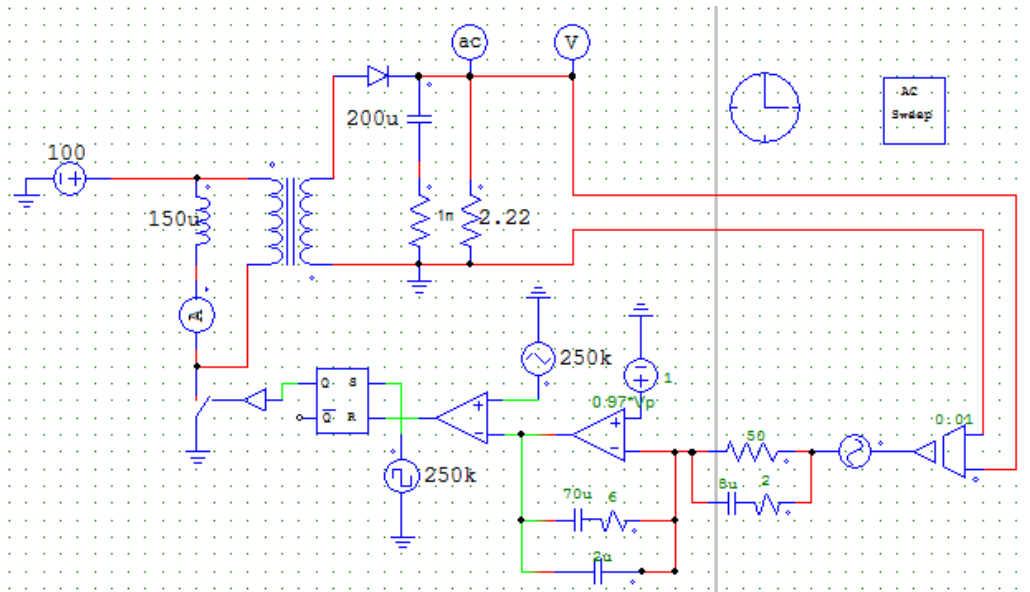 ac
V
AC
Sweep
200u
100
150u
1m
2.22
A
250k
1
0.97*Vp
Q S
Q R
250k
0.01
50
8u 2
70u 6
2u